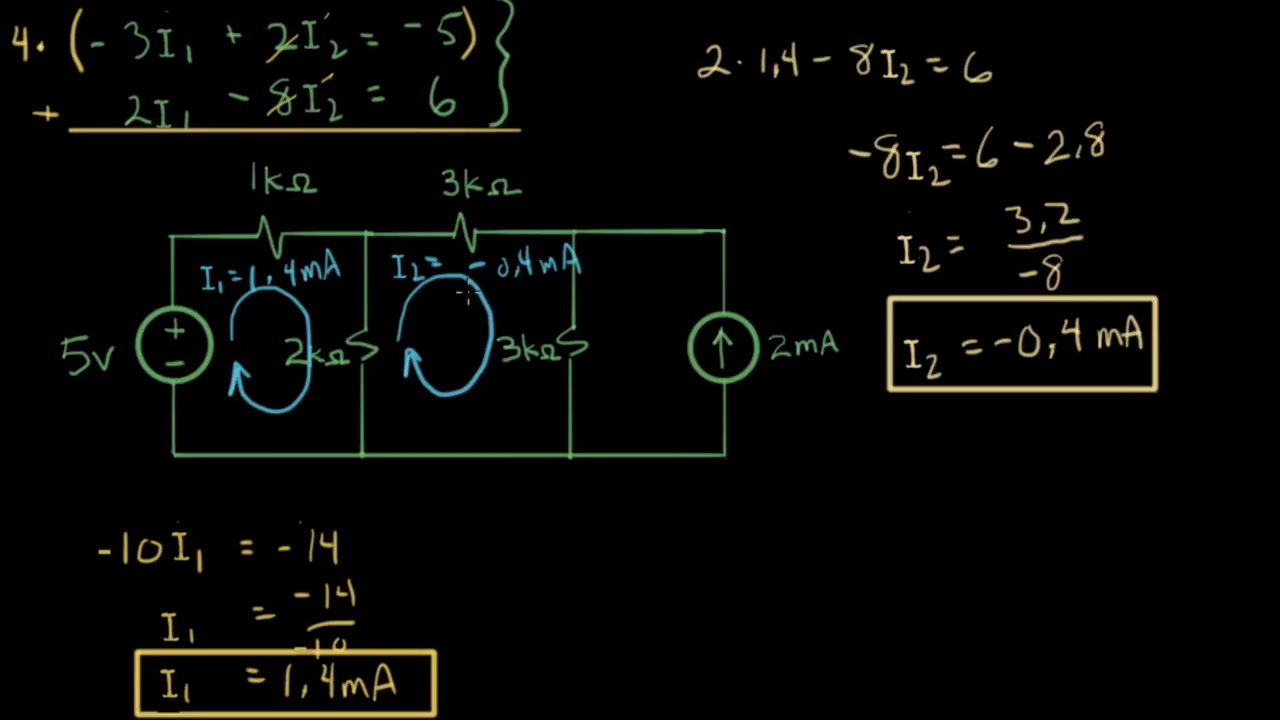 4. (- 3I₁ + 2I₂ = - 5)
+ 2I₁ - 8I₂ = 6
2 · 1,4 - 8I₂ = 6
-8I₂ = 6 - 2,8
I₂ = 3,2 / -8
I₂ = -0,4 mA
1kΩ 3kΩ
I₁ = 1,4mA I₂ = -0,4mA
5v + - 2kΩ 3kΩ 2mA
-10I₁ = -14
I₁ = -14 / -10
I₁ = 1,4mA